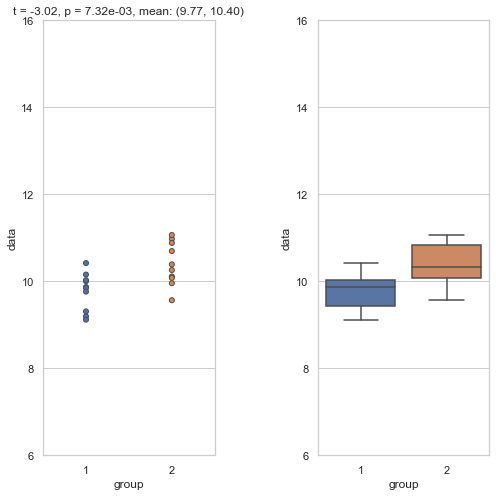 t = -3.02, p = 7.32e-03, mean: (9.77, 10.40)
16
14
12
10
8
6
data
1 2
group
16
14
12
10
8
6
data
1 2
group